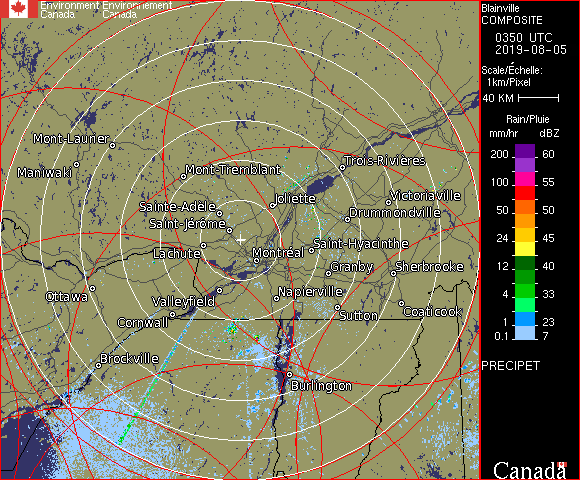 Environment Environnement
Canada Canada
Blainville
COMPOSITE
0350 UTC
2019-08-05
Scale/Échelle:
1km/Pixel
40 KM
Rain/Pluie
mm/hr dBZ
200 60
100 55
50 50
24 45
12 40
4 33
1 23
0.1 7
PRECIPET
Canada
Mont-Laurier
Maniwaki
Mont-Tremblant
Trois-Rivières
Joliette
Victoriaville
Sainte-Adèle
Drummondville
Saint-Jérôme
Saint-Hyacinthe
Lachute
Montréal
Granby
Sherbrooke
Ottawa
Valleyfield
Napierville
Coaticook
Sutton
Cornwall
Brockville
Burlington